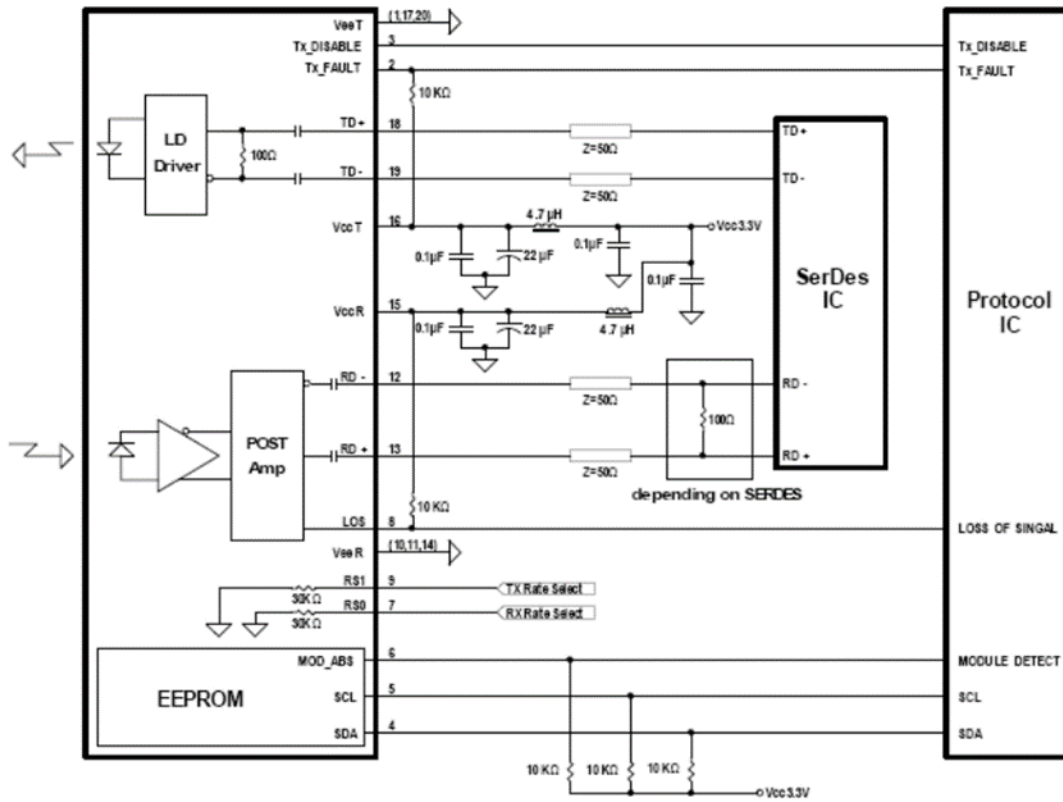 VeeT (1,17,20)
Tx_DISABLE 3 Tx_DISABLE
Tx_FAULT 2 Tx_FAULT
10 KΩ
LD
Driver
100Ω
TD+ 18 Z=50Ω TD+
TD- 19 Z=50Ω TD-
VccT 16 4.7 µH Vcc3.3V
0.1µF 22 µF 0.1µF 0.1µF
SerDes
IC
Protocol
IC
VccR 15
0.1µF 22 µF 4.7 µH
RD - 12 Z=50Ω RD -
POST
Amp
100Ω
RD + 13 Z=50Ω RD +
depending on SERDES
10 KΩ
LOS 8 LOSS OF SINGAL
VeeR (10,11,14)
RS1 9 TX Rate Select
30KΩ
RS0 7 RX Rate Select
30KΩ
EEPROM
MOD_ABS 6 MODULE DETECT
SCL 5 SCL
SDA 4 SDA
10 KΩ 10 KΩ 10 KΩ
Vcc3.3V